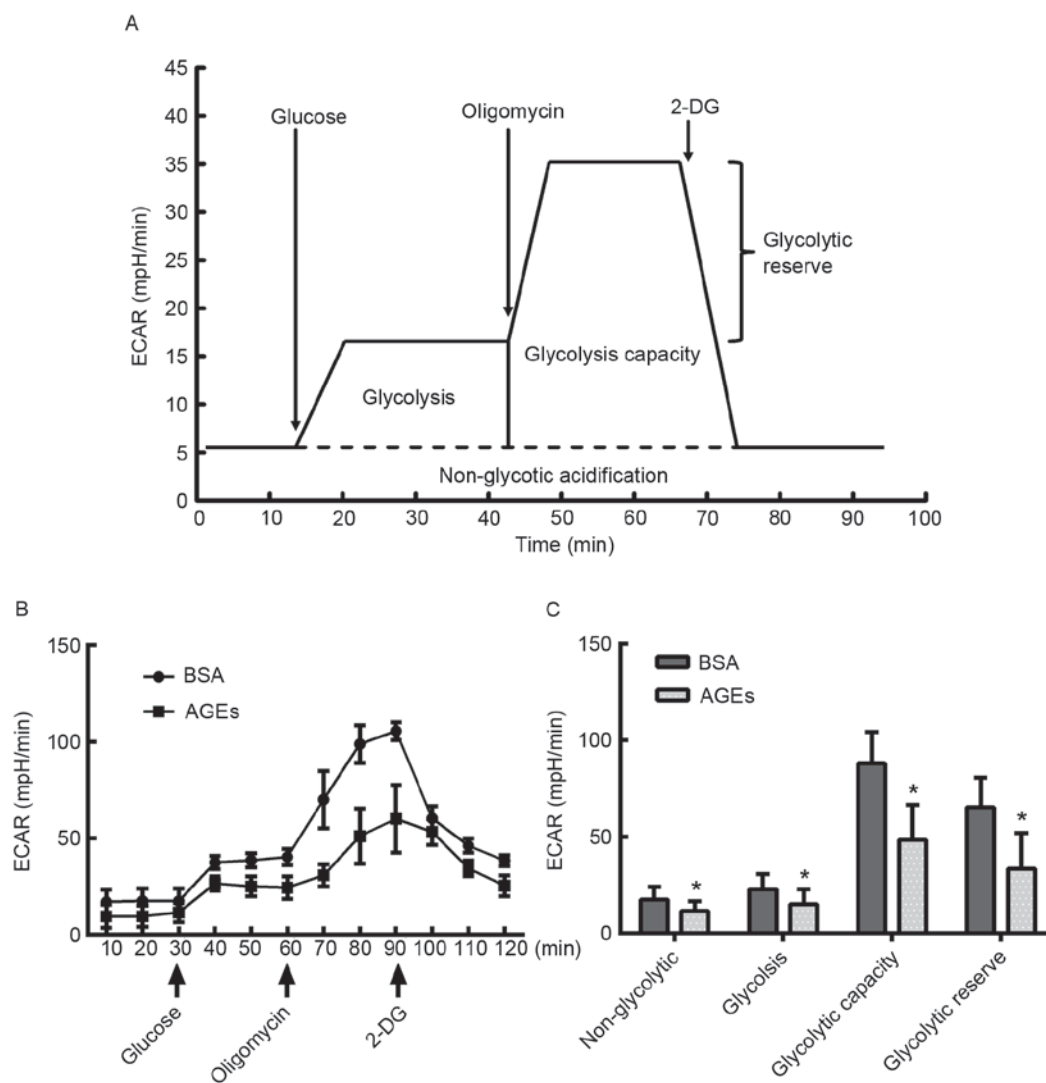 A
45
40
35
30
25
20
15
10
5
0
ECAR (mpH/min)
Glucose
Oligomycin
2-DG
Glycolytic
reserve
Glycolysis capacity
Glycolysis
Non-glycotic acidification
0 10 20 30 40 50 60 70 80 90 100
Time (min)
B
150
100
50
0
ECAR (mpH/min)
BSA
AGEs
10 20 30 40 50 60 70 80 90 100 110 120 (min)
Glucose
Oligomycin
2-DG
C
150
100
50
0
ECAR (mpH/min)
BSA
AGEs
* * * *
Non-glycolytic
Glycolsis
Glycolytic capacity
Glycolytic reserve